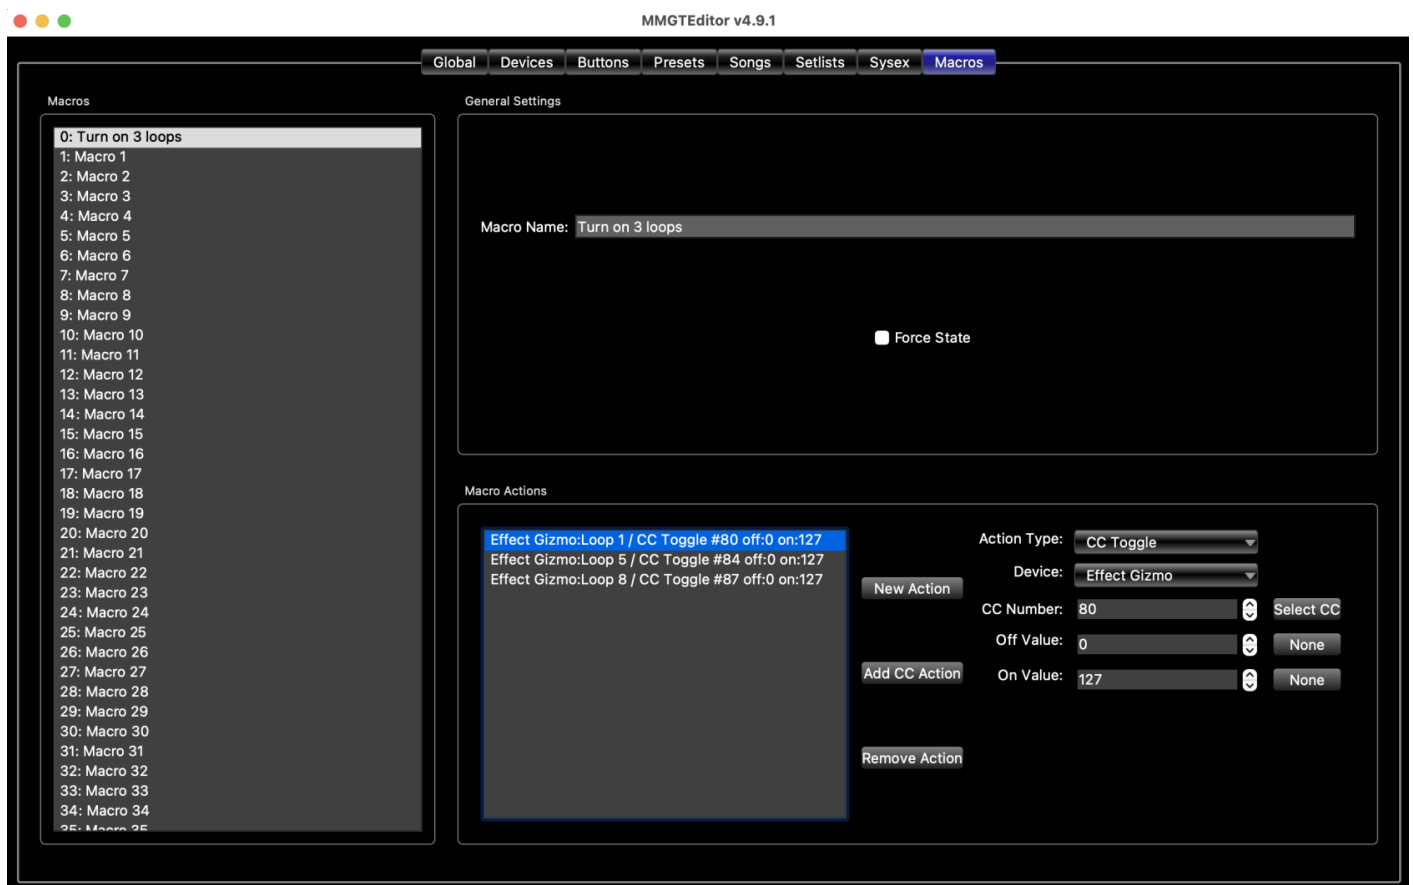 MMGTEditor v4.9.1
Global Devices Buttons Presets Songs Setlists Sysex Macros
Macros
0: Turn on 3 loops
1: Macro 1
2: Macro 2
3: Macro 3
4: Macro 4
5: Macro 5
6: Macro 6
7: Macro 7
8: Macro 8
9: Macro 9
10: Macro 10
11: Macro 11
12: Macro 12
13: Macro 13
14: Macro 14
15: Macro 15
16: Macro 16
17: Macro 17
18: Macro 18
19: Macro 19
20: Macro 20
21: Macro 21
22: Macro 22
23: Macro 23
24: Macro 24
25: Macro 25
26: Macro 26
27: Macro 27
28: Macro 28
29: Macro 29
30: Macro 30
31: Macro 31
32: Macro 32
33: Macro 33
34: Macro 34
35: Macro 35
General Settings
Macro Name: Turn on 3 loops
Force State
Macro Actions
Effect Gizmo:Loop 1 / CC Toggle #80 off:0 on:127
Effect Gizmo:Loop 5 / CC Toggle #84 off:0 on:127
Effect Gizmo:Loop 8 / CC Toggle #87 off:0 on:127
New Action
Add CC Action
Remove Action
Action Type: CC Toggle
Device: Effect Gizmo
CC Number: 80 Select CC
Off Value: 0 None
On Value: 127 None